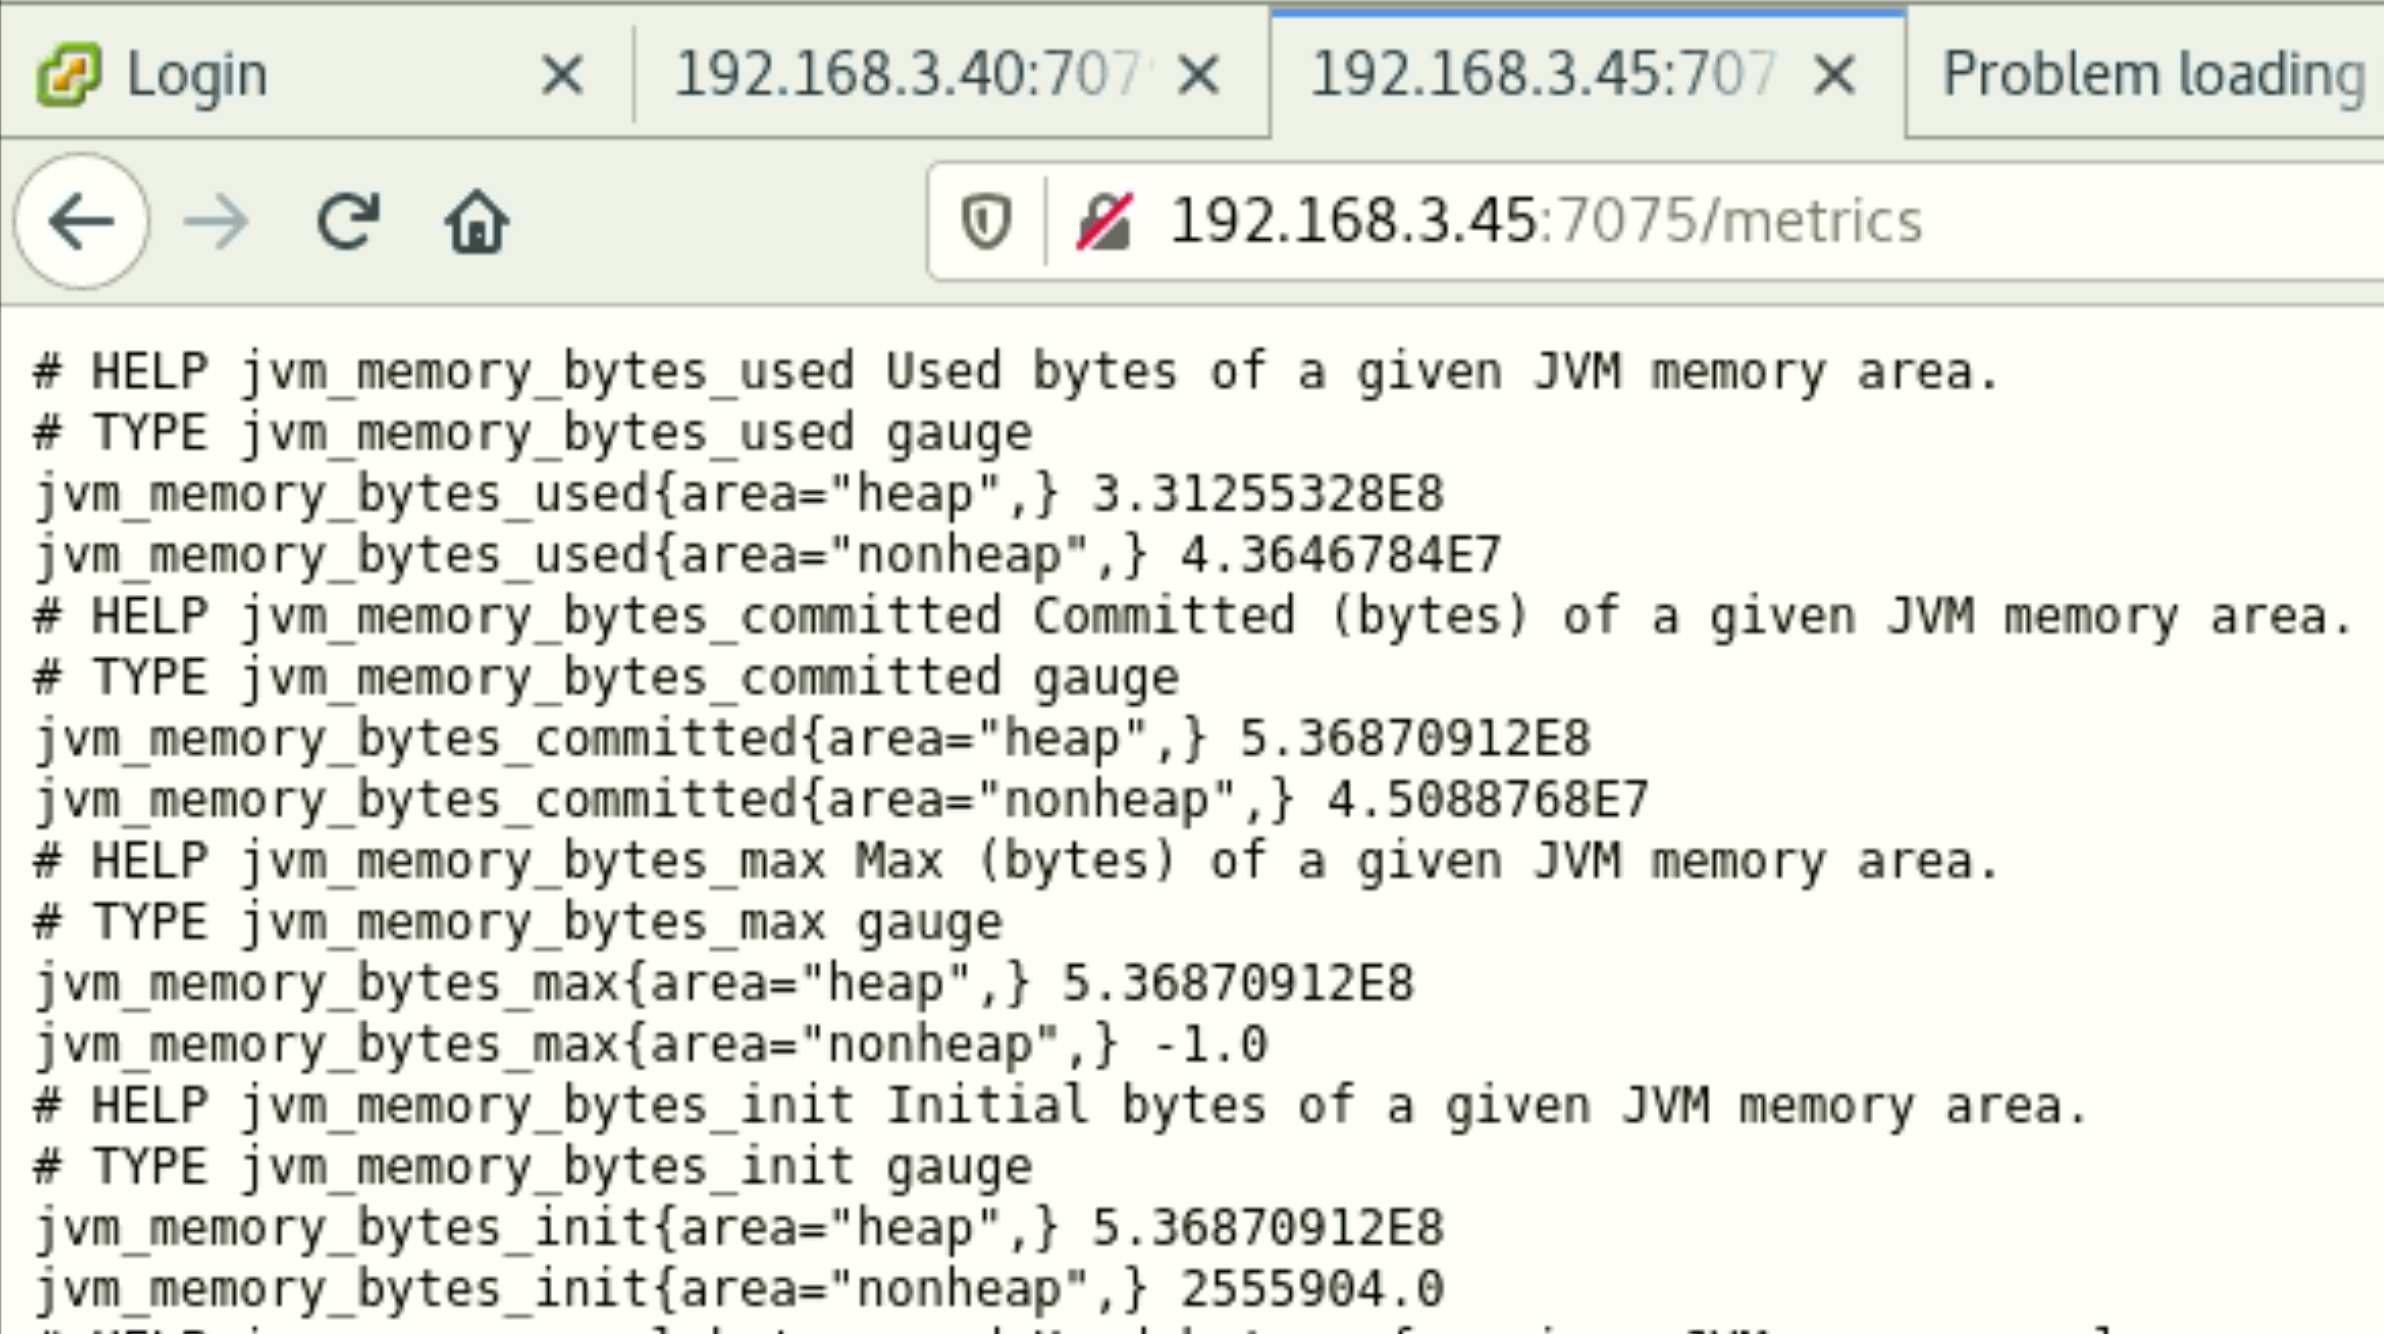 Login
192.168.3.40:707
192.168.3.45:707
Problem loading
192.168.3.45:7075/metrics
# HELP jvm_memory_bytes_used Used bytes of a given JVM memory area.
# TYPE jvm_memory_bytes_used gauge
jvm_memory_bytes_used{area="heap",} 3.31255328E8
jvm_memory_bytes_used{area="nonheap",} 4.3646784E7
# HELP jvm_memory_bytes_committed Committed (bytes) of a given JVM memory area.
# TYPE jvm_memory_bytes_committed gauge
jvm_memory_bytes_committed{area="heap",} 5.36870912E8
jvm_memory_bytes_committed{area="nonheap",} 4.5088768E7
# HELP jvm_memory_bytes_max Max (bytes) of a given JVM memory area.
# TYPE jvm_memory_bytes_max gauge
jvm_memory_bytes_max{area="heap",} 5.36870912E8
jvm_memory_bytes_max{area="nonheap",} -1.0
# HELP jvm_memory_bytes_init Initial bytes of a given JVM memory area.
# TYPE jvm_memory_bytes_init gauge
jvm_memory_bytes_init{area="heap",} 5.36870912E8
jvm_memory_bytes_init{area="nonheap",} 2555904.0